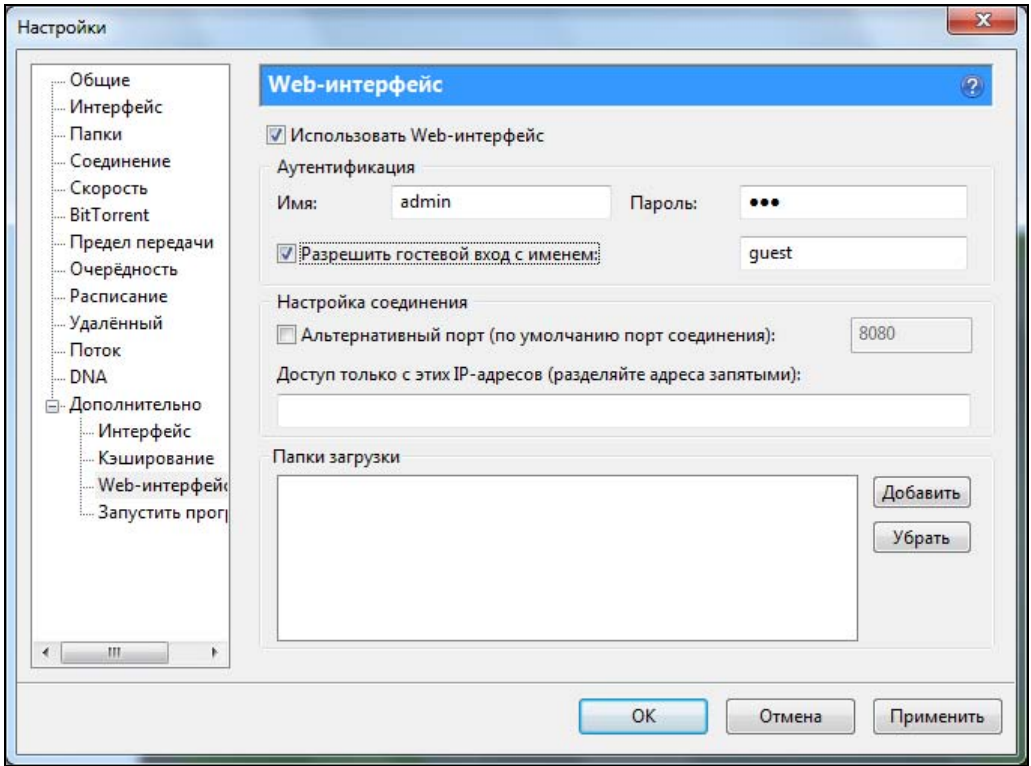 Настройки
Общие
Интерфейс
Папки
Соединение
Скорость
BitTorrent
Предел передачи
Очерёдность
Расписание
Удалённый
Поток
DNA
Дополнительно
Интерфейс
Кэширование
Web-интерфейс
Запустить прогр
Web-интерфейс
Использовать Web-интерфейс
Аутентификация
Имя: admin Пароль: •••
Разрешить гостевой вход с именем: guest
Настройка соединения
Альтернативный порт (по умолчанию порт соединения): 8080
Доступ только с этих IP-адресов (разделяйте адреса запятыми):
Папки загрузки
Добавить
Убрать
OK Отмена Применить